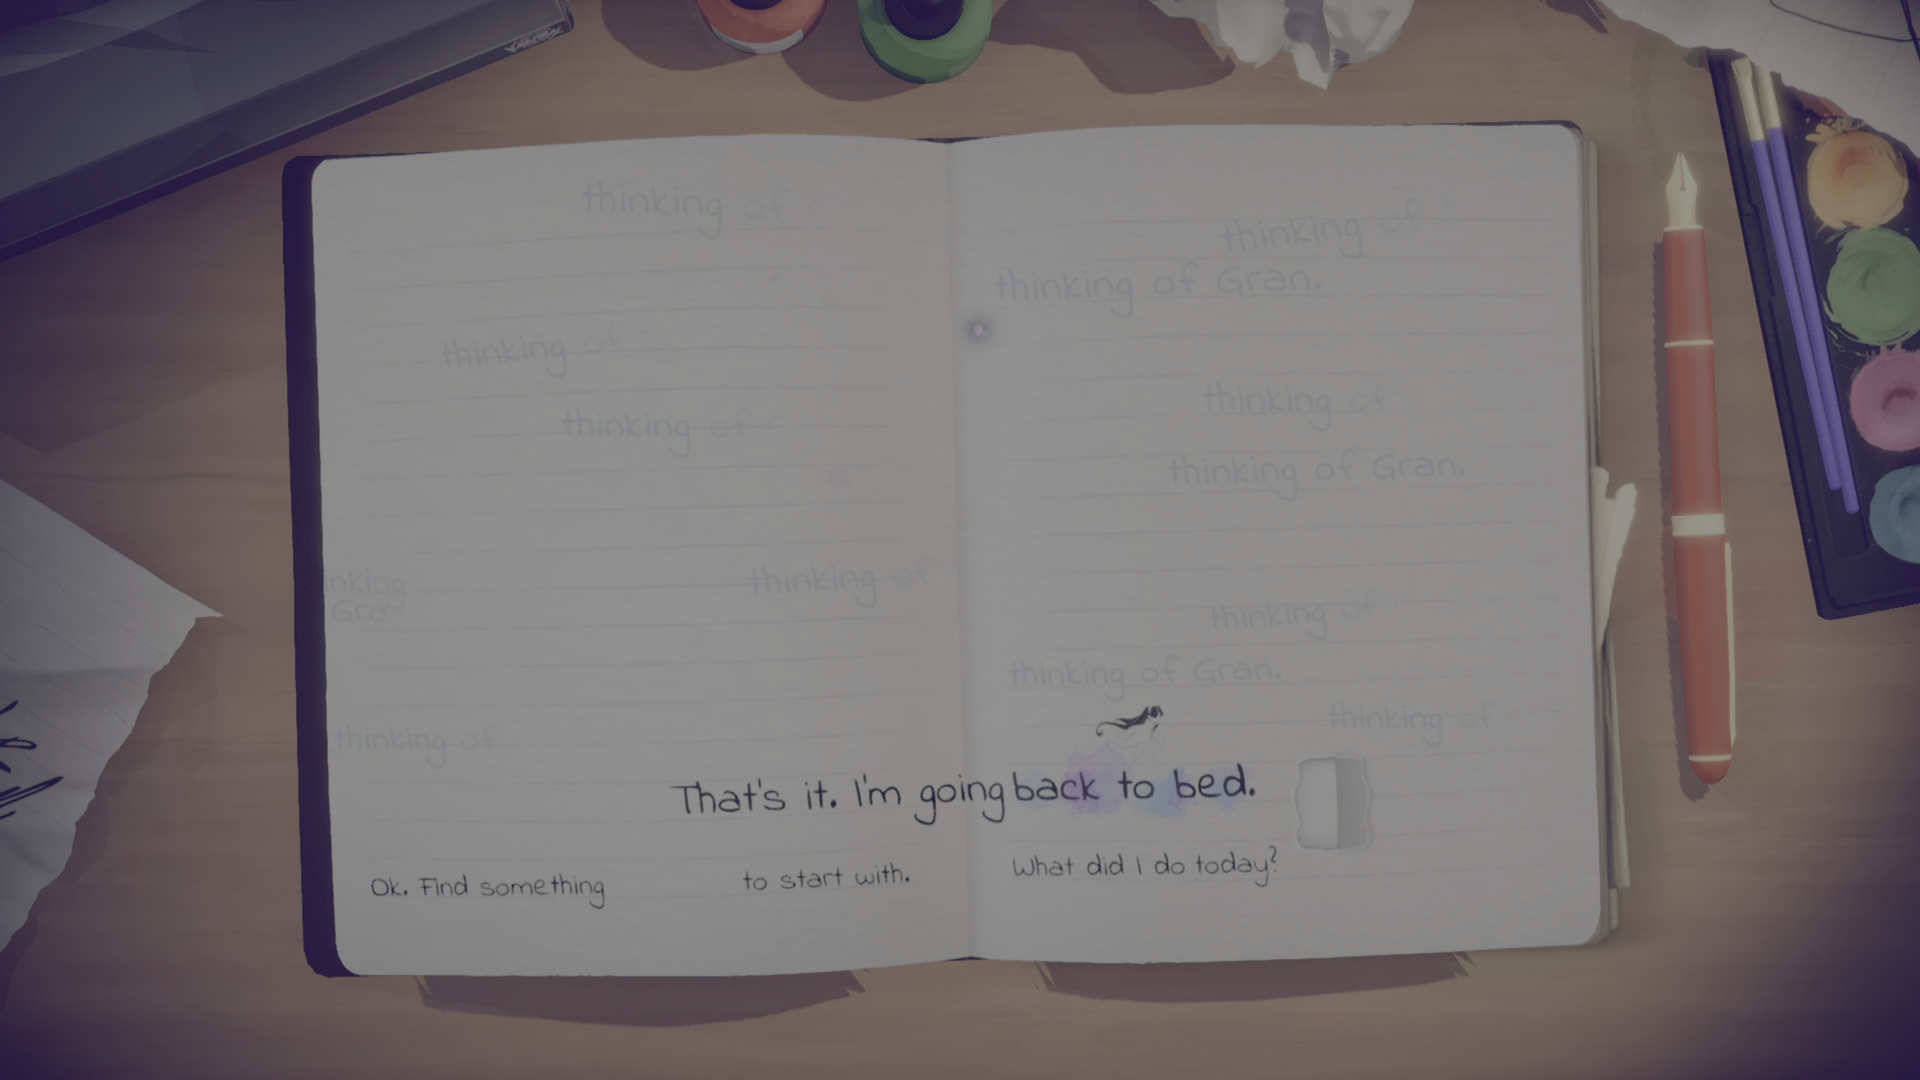 thinking of
thinking of
thinking of Gran.
thinking of
thinking of
thinking of
thinking of Gran.
thinking of
inking
Gra
thinking of
thinking of Gran.
thinking of
thinking of
That's it. I'm going back to bed.
Ok. Find something to start with.
What did I do today?